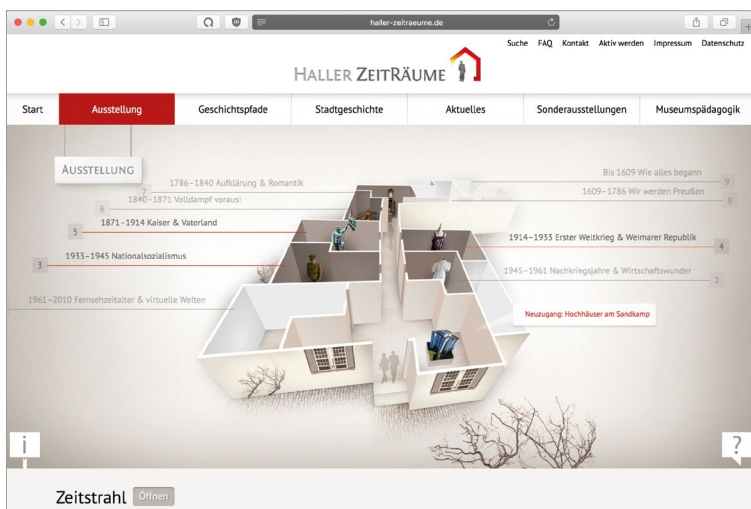 haller-zeitraeume.de
Suche FAQ Kontakt Aktiv werden Impressum Datenschutz
HALLER ZEITRÄUME
Start Ausstellung Geschichtspfade Stadtgeschichte Aktuelles Sonderausstellungen Museumspädagogik
AUSSTELLUNG
Bis 1609 Wie alles begann
9
1786–1840 Aufklärung & Romantik
7
1609–1786 Wir werden Preußen
8
1840–1871 Volldampf voraus!
6
1871–1914 Kaiser & Vaterland
5
1914–1933 Erster Weltkrieg & Weimarer Republik
4
1933–1945 Nationalsozialismus
3
1945–1961 Nachkriegsjahre & Wirtschaftswunder
2
1961–2010 Fernsehzeitalter & virtuelle Welten
Neuzugang: Hochhäuser am Sandkamp
i
?
Zeitstrahl Öffnen